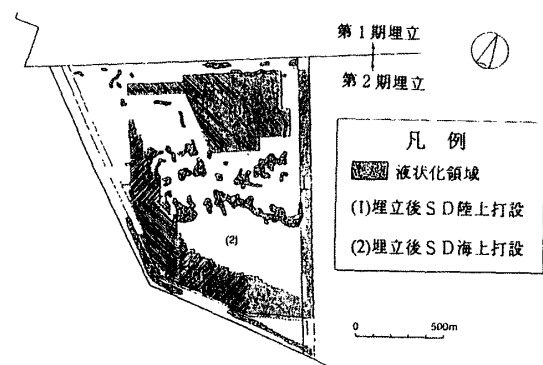 第1期埋立
第2期埋立
凡例
液状化領域
(1)埋立後SD陸上打設
(2)埋立後SD海上打設
(2)
0 500m